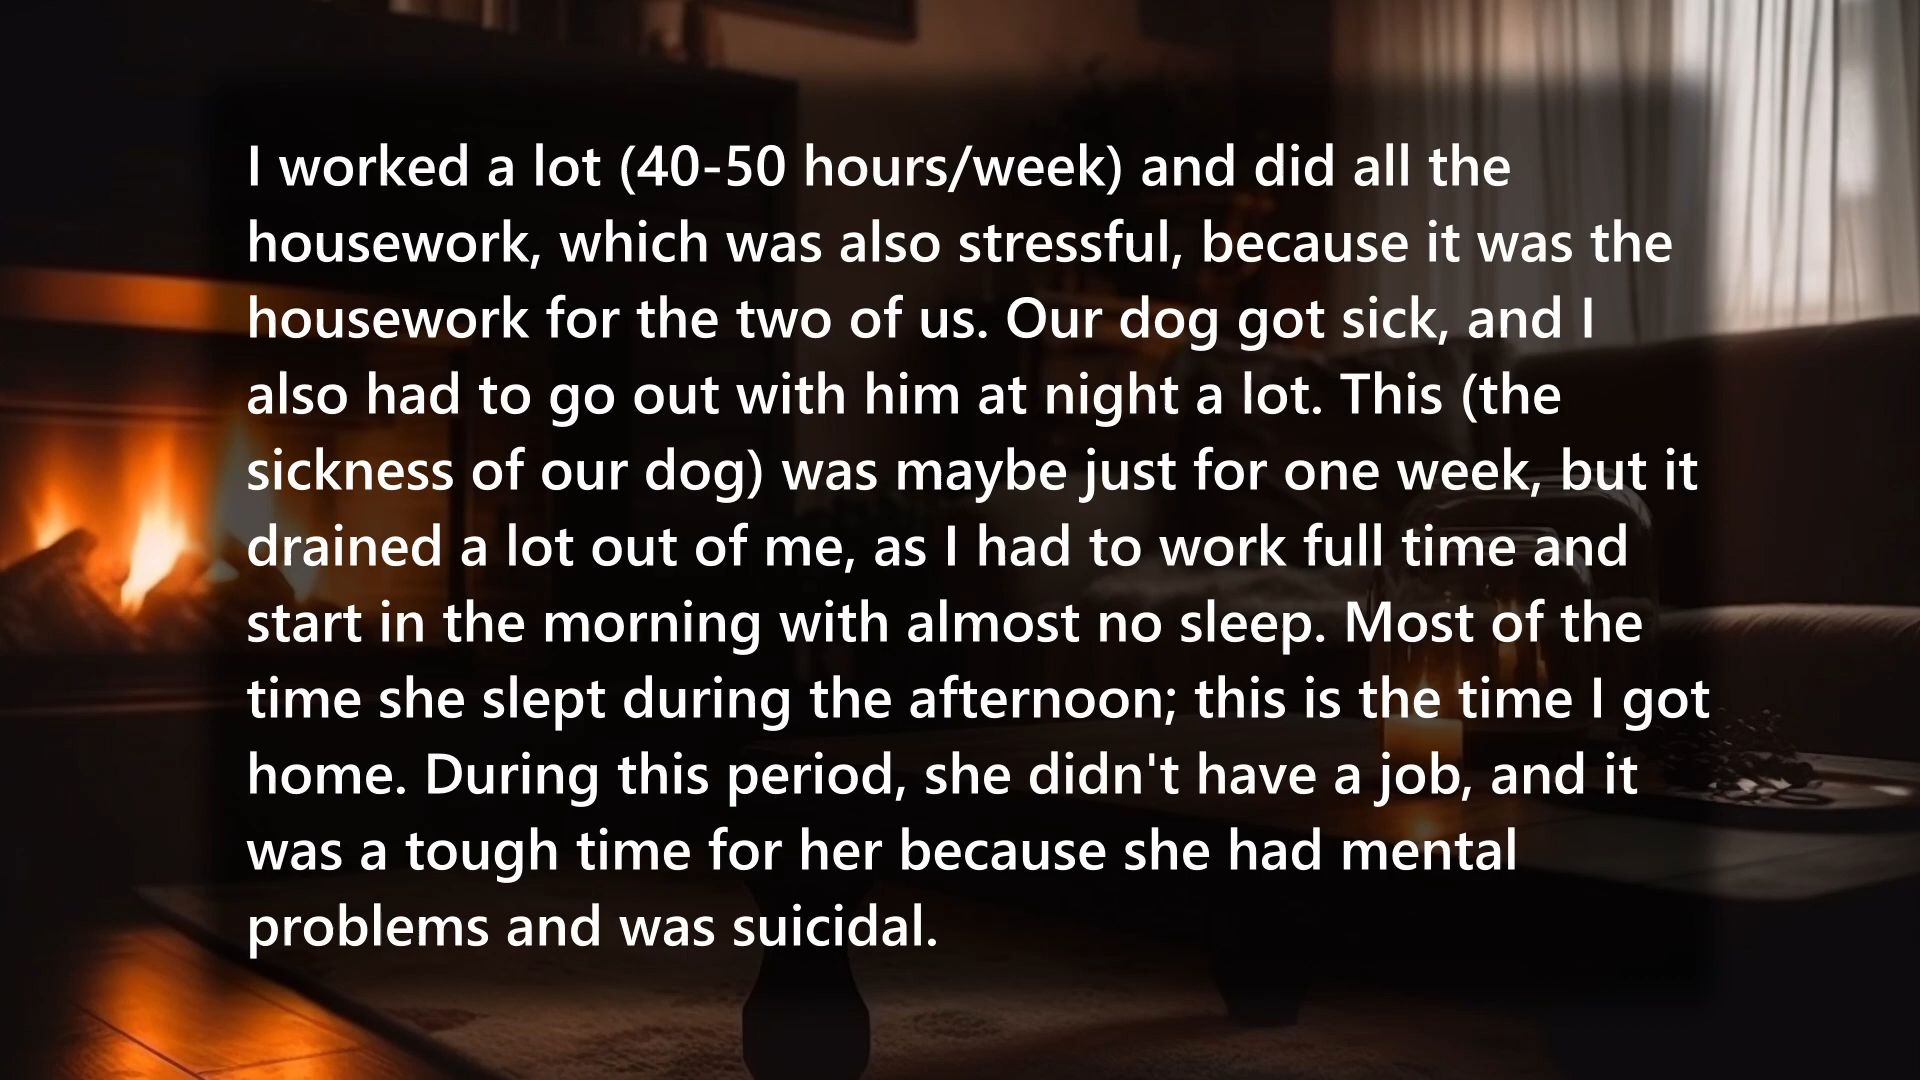 I worked a lot (40-50 hours/week) and did all the
housework, which was also stressful, because it was the
housework for the two of us. Our dog got sick, and I
also had to go out with him at night a lot. This (the
sickness of our dog) was maybe just for one week, but it
drained a lot out of me, as I had to work full time and
start in the morning with almost no sleep. Most of the
time she slept during the afternoon; this is the time I got
home. During this period, she didn't have a job, and it
was a tough time for her because she had mental
problems and was suicidal.